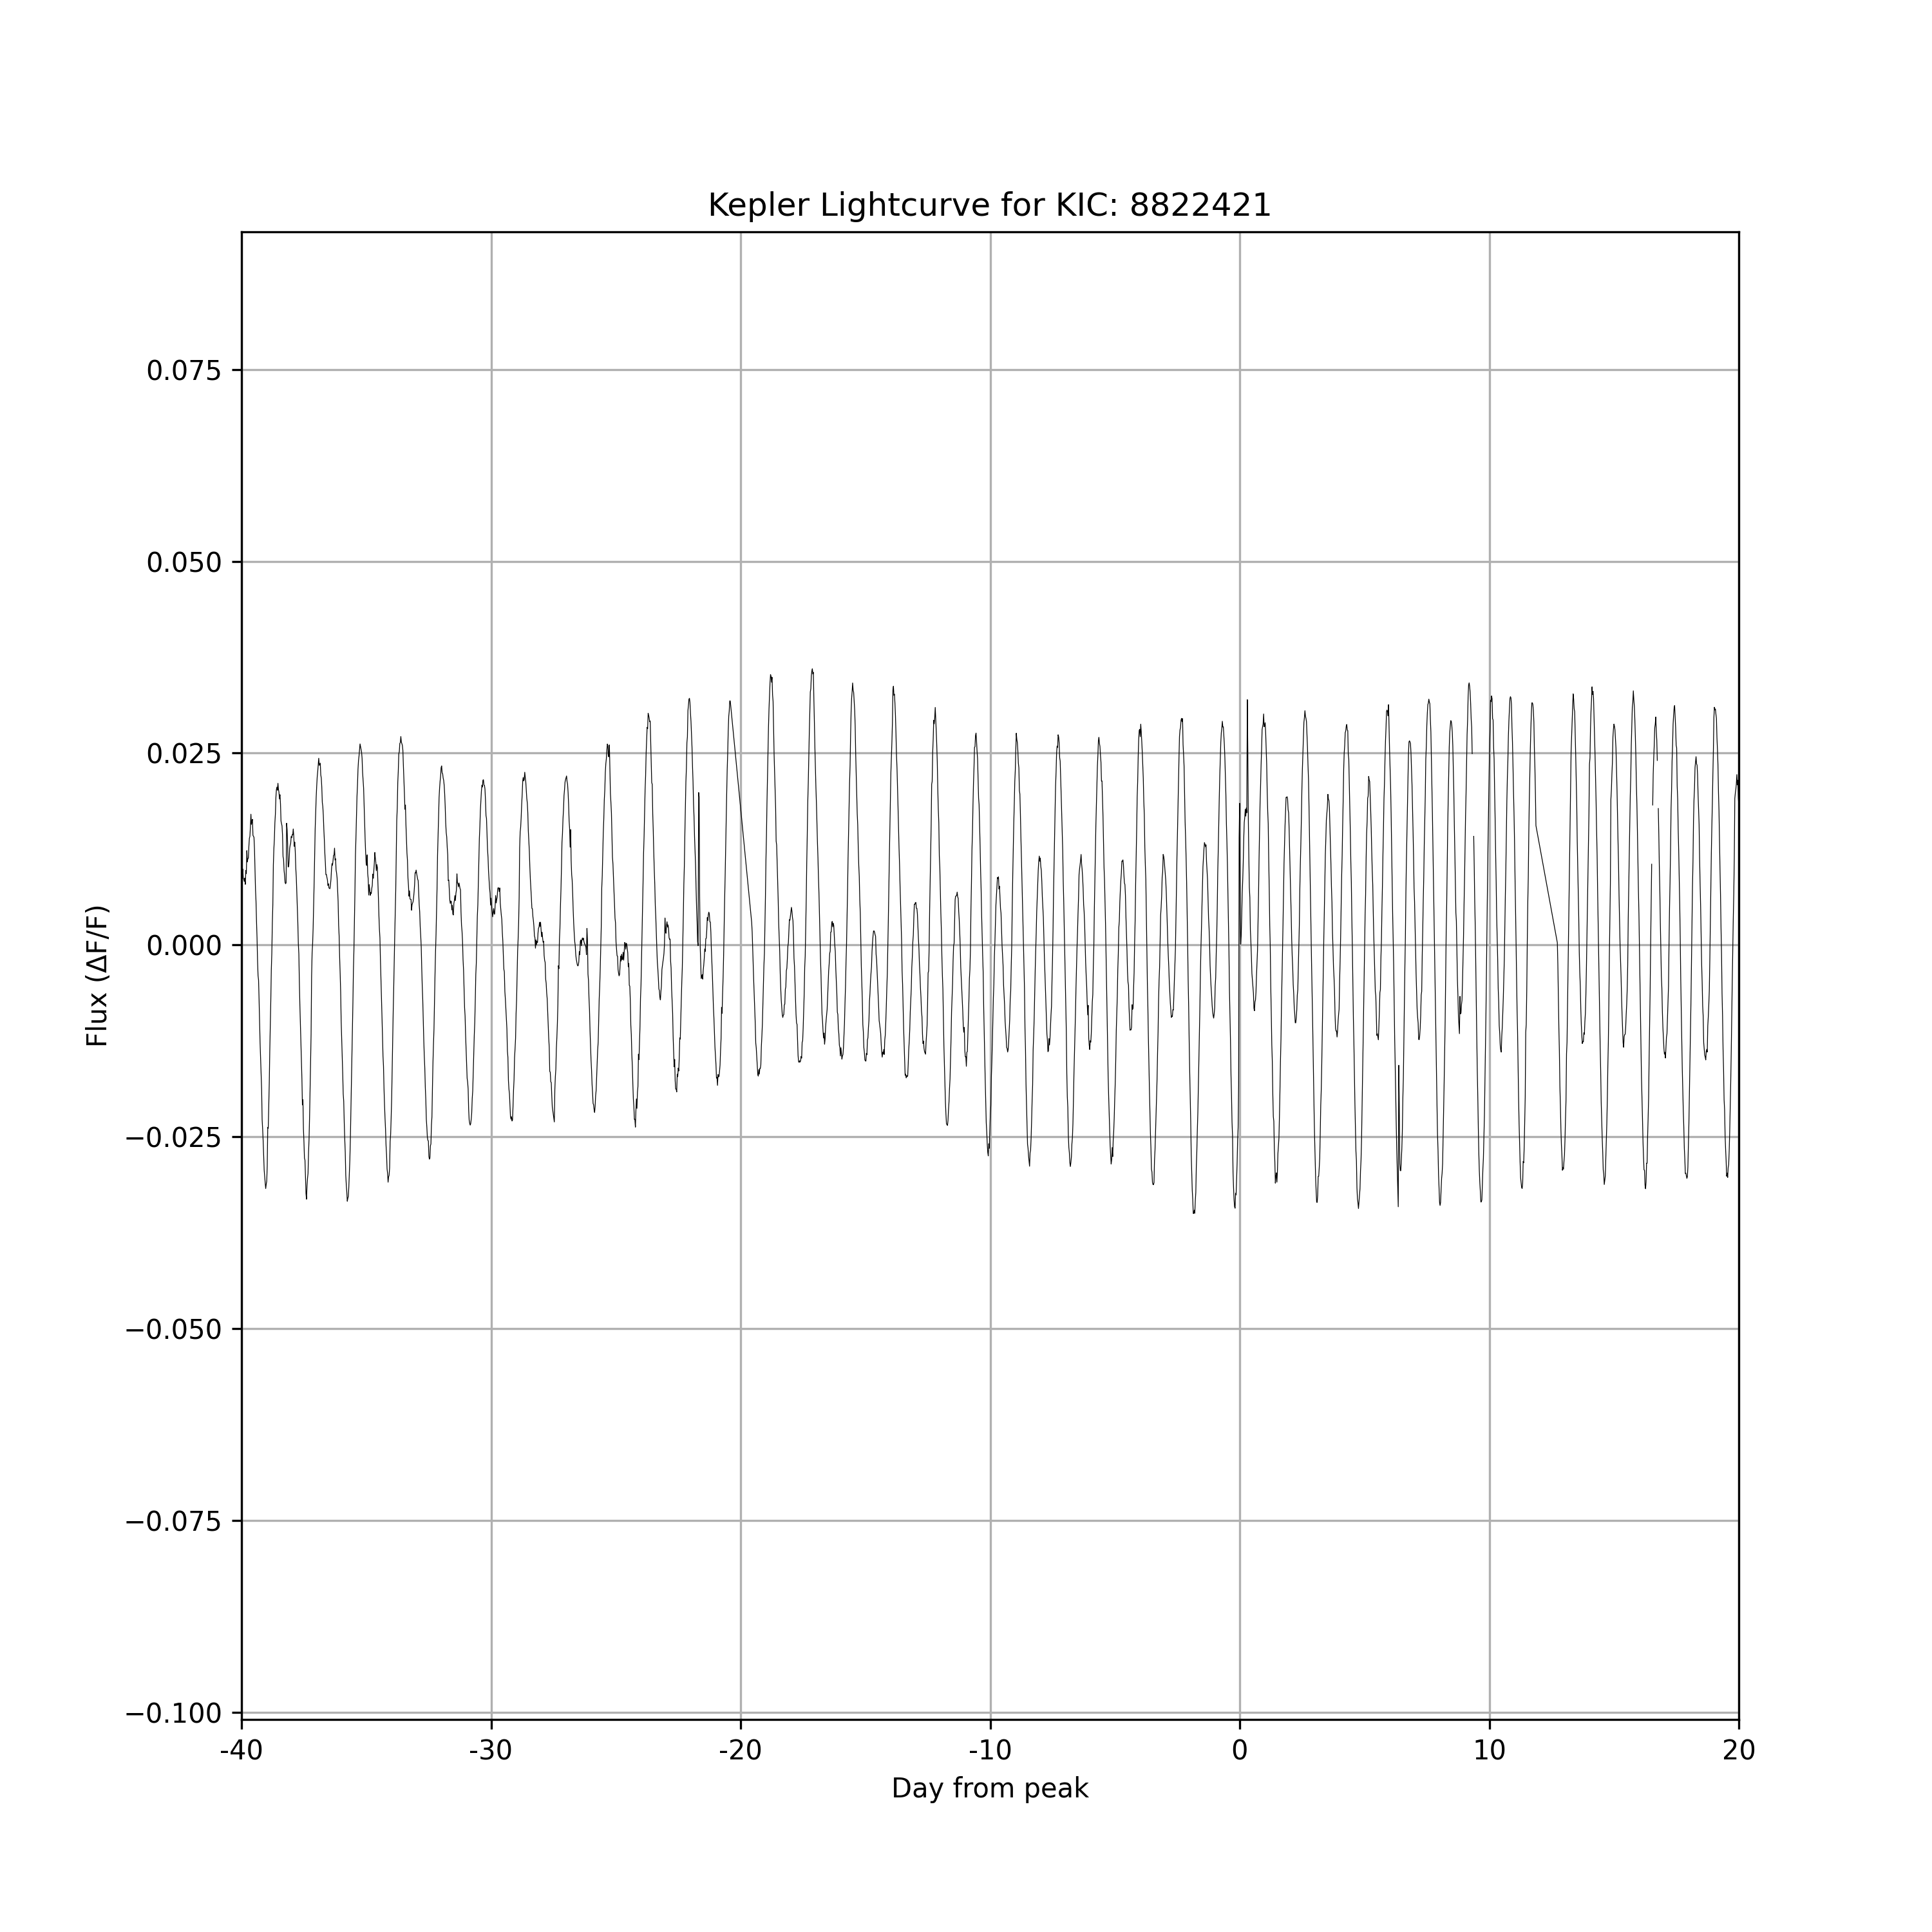 Kepler Lightcurve for KIC: 8822421
0.075
0.050
0.025
0.000
−0.025
−0.050
−0.075
−0.100
Flux (ΔF/F)
-40 -30 -20 -10 0 10 20
Day from peak